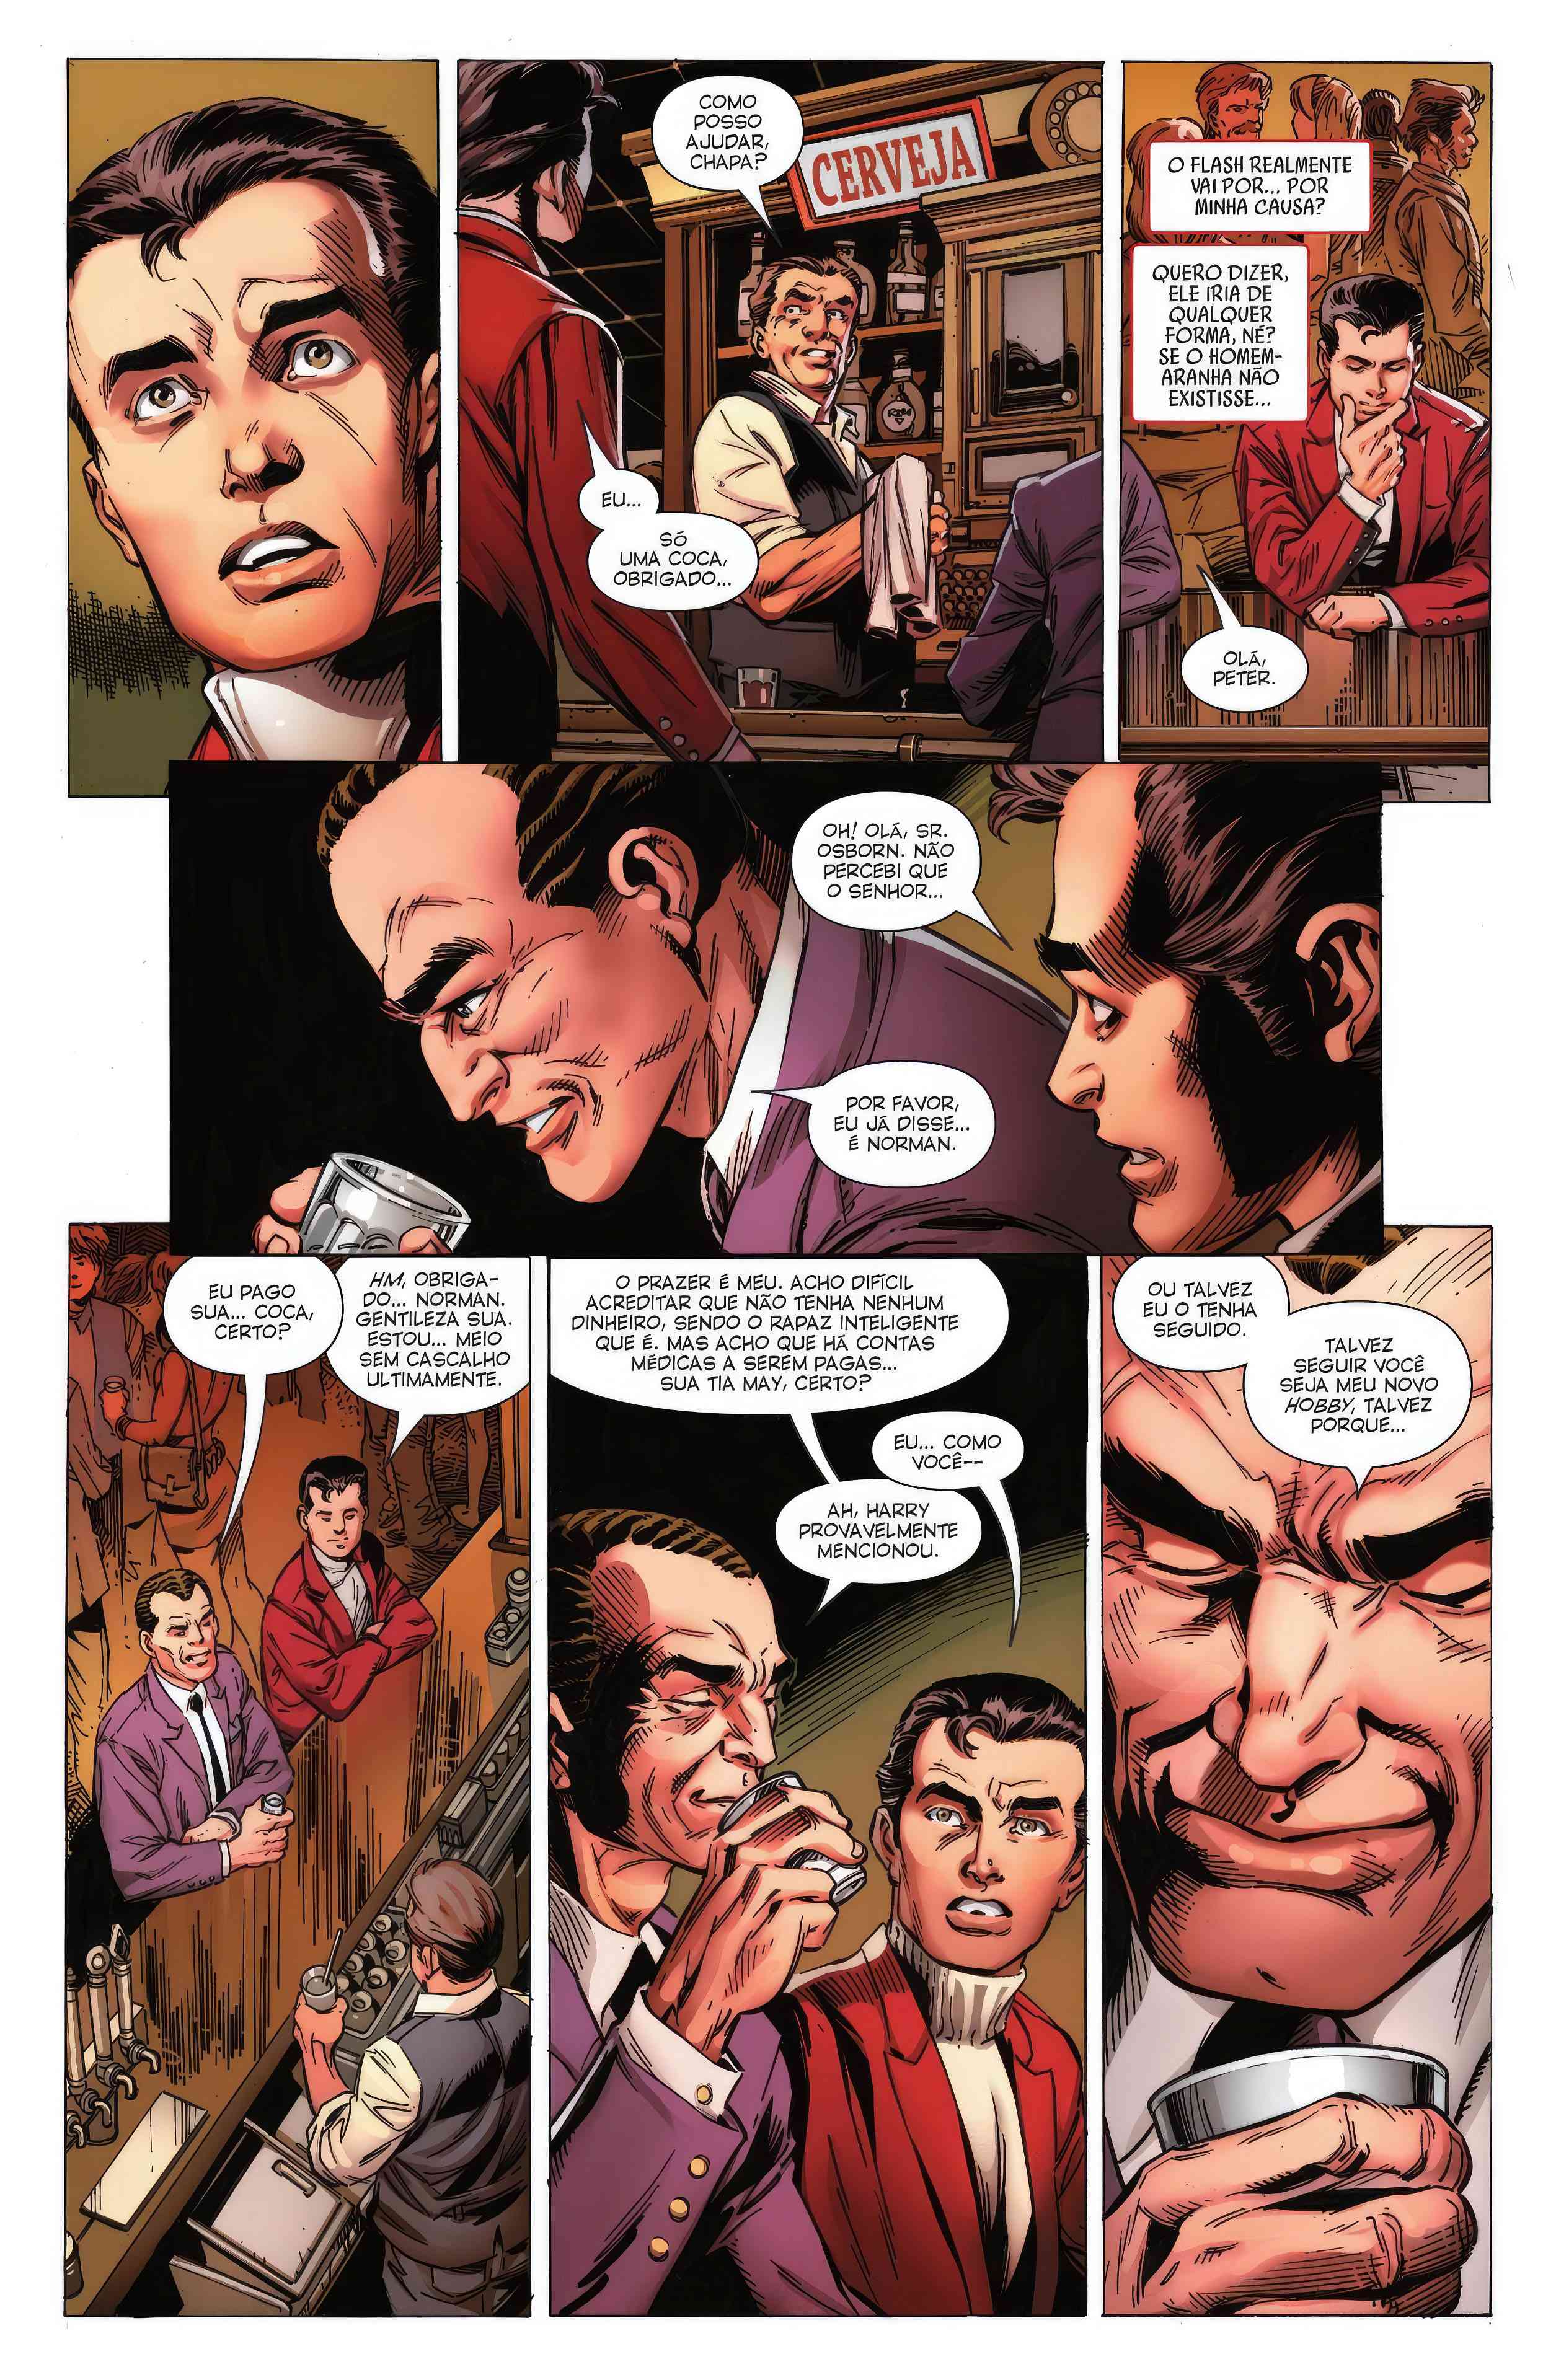 COMO
POSSO
AJUDAR,
CHAPA?
CERVEJA
RUM
EU...
SÓ
UMA COCA,
OBRIGADO...
O FLASH REALMENTE
VAI POR... POR
MINHA CAUSA?
QUERO DIZER,
ELE IRIA DE
QUALQUER
FORMA, NÉ?
SE O HOMEM-
ARANHA NÃO
EXISTISSE...
OLÁ,
PETER.
OH! OLÁ, SR.
OSBORN. NÃO
PERCEBI QUE
O SENHOR...
POR FAVOR,
EU JÁ DISSE...
É NORMAN.
EU PAGO
SUA... COCA,
CERTO?
HM, OBRIGA-
DO... NORMAN.
GENTILEZA SUA.
ESTOU... MEIO
SEM CASCALHO
ULTIMAMENTE.
O PRAZER É MEU. ACHO DIFÍCIL
ACREDITAR QUE NÃO TENHA NENHUM
DINHEIRO, SENDO O RAPAZ INTELIGENTE
QUE É. MAS ACHO QUE HÁ CONTAS
MÉDICAS A SEREM PAGAS...
SUA TIA MAY, CERTO?
EU... COMO
VOCÊ--
AH, HARRY
PROVAVELMENTE
MENCIONOU.
OU TALVEZ
EU O TENHA
SEGUIDO.
TALVEZ
SEGUIR VOCÊ
SEJA MEU NOVO
HOBBY, TALVEZ
PORQUE...